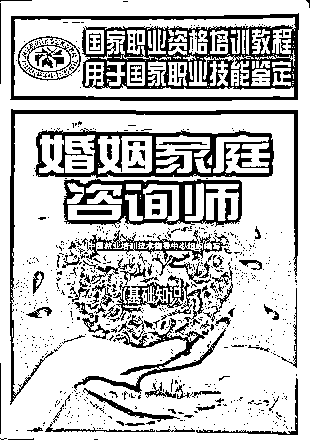 国家职业资格培训教程
用于国家职业技能鉴定
婚姻家庭
咨询师
中国就业培训技术指导中心组织编写
(基础知识)